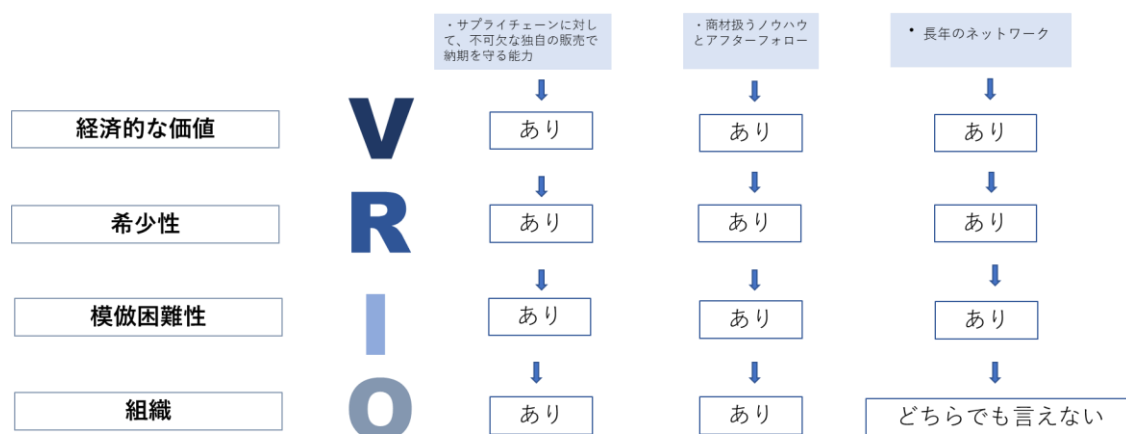 ・サプライチェーンに対し
て、不可欠な独自の販売で
納期を守る能力
・商材扱うノウハウ
とアフターフォロー
• 長年のネットワーク
経済的な価値
V
あり
あり
あり
希少性
R
あり
あり
あり
模倣困難性
I
あり
あり
あり
組織
O
あり
あり
どちらでも言えない